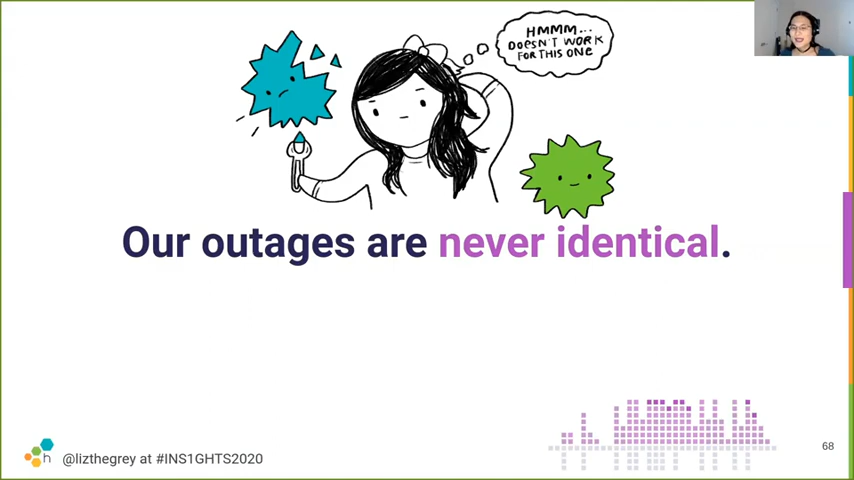 HMMM...
DOESN'T WORK
FOR THIS ONE
Our outages are never identical.
68
h
@lizthegrey at #INS1GHTS2020